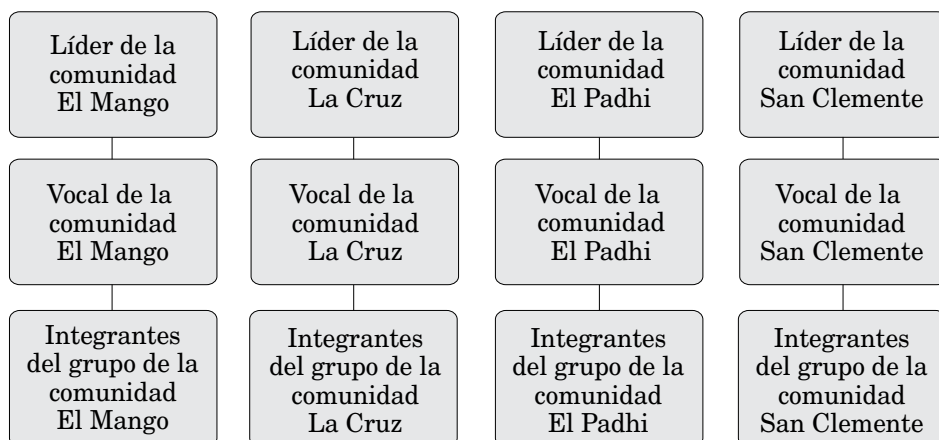 Líder de la
comunidad
El Mango
Líder de la
comunidad
La Cruz
Líder de la
comunidad
El Padhi
Líder de la
comunidad
San Clemente
Vocal de la
comunidad
El Mango
Vocal de la
comunidad
La Cruz
Vocal de la
comunidad
El Padhi
Vocal de la
comunidad
San Clemente
Integrantes
del grupo de la
comunidad
El Mango
Integrantes
del grupo de la
comunidad
La Cruz
Integrantes
del grupo de la
comunidad
El Padhi
Integrantes
del grupo de la
comunidad
San Clemente